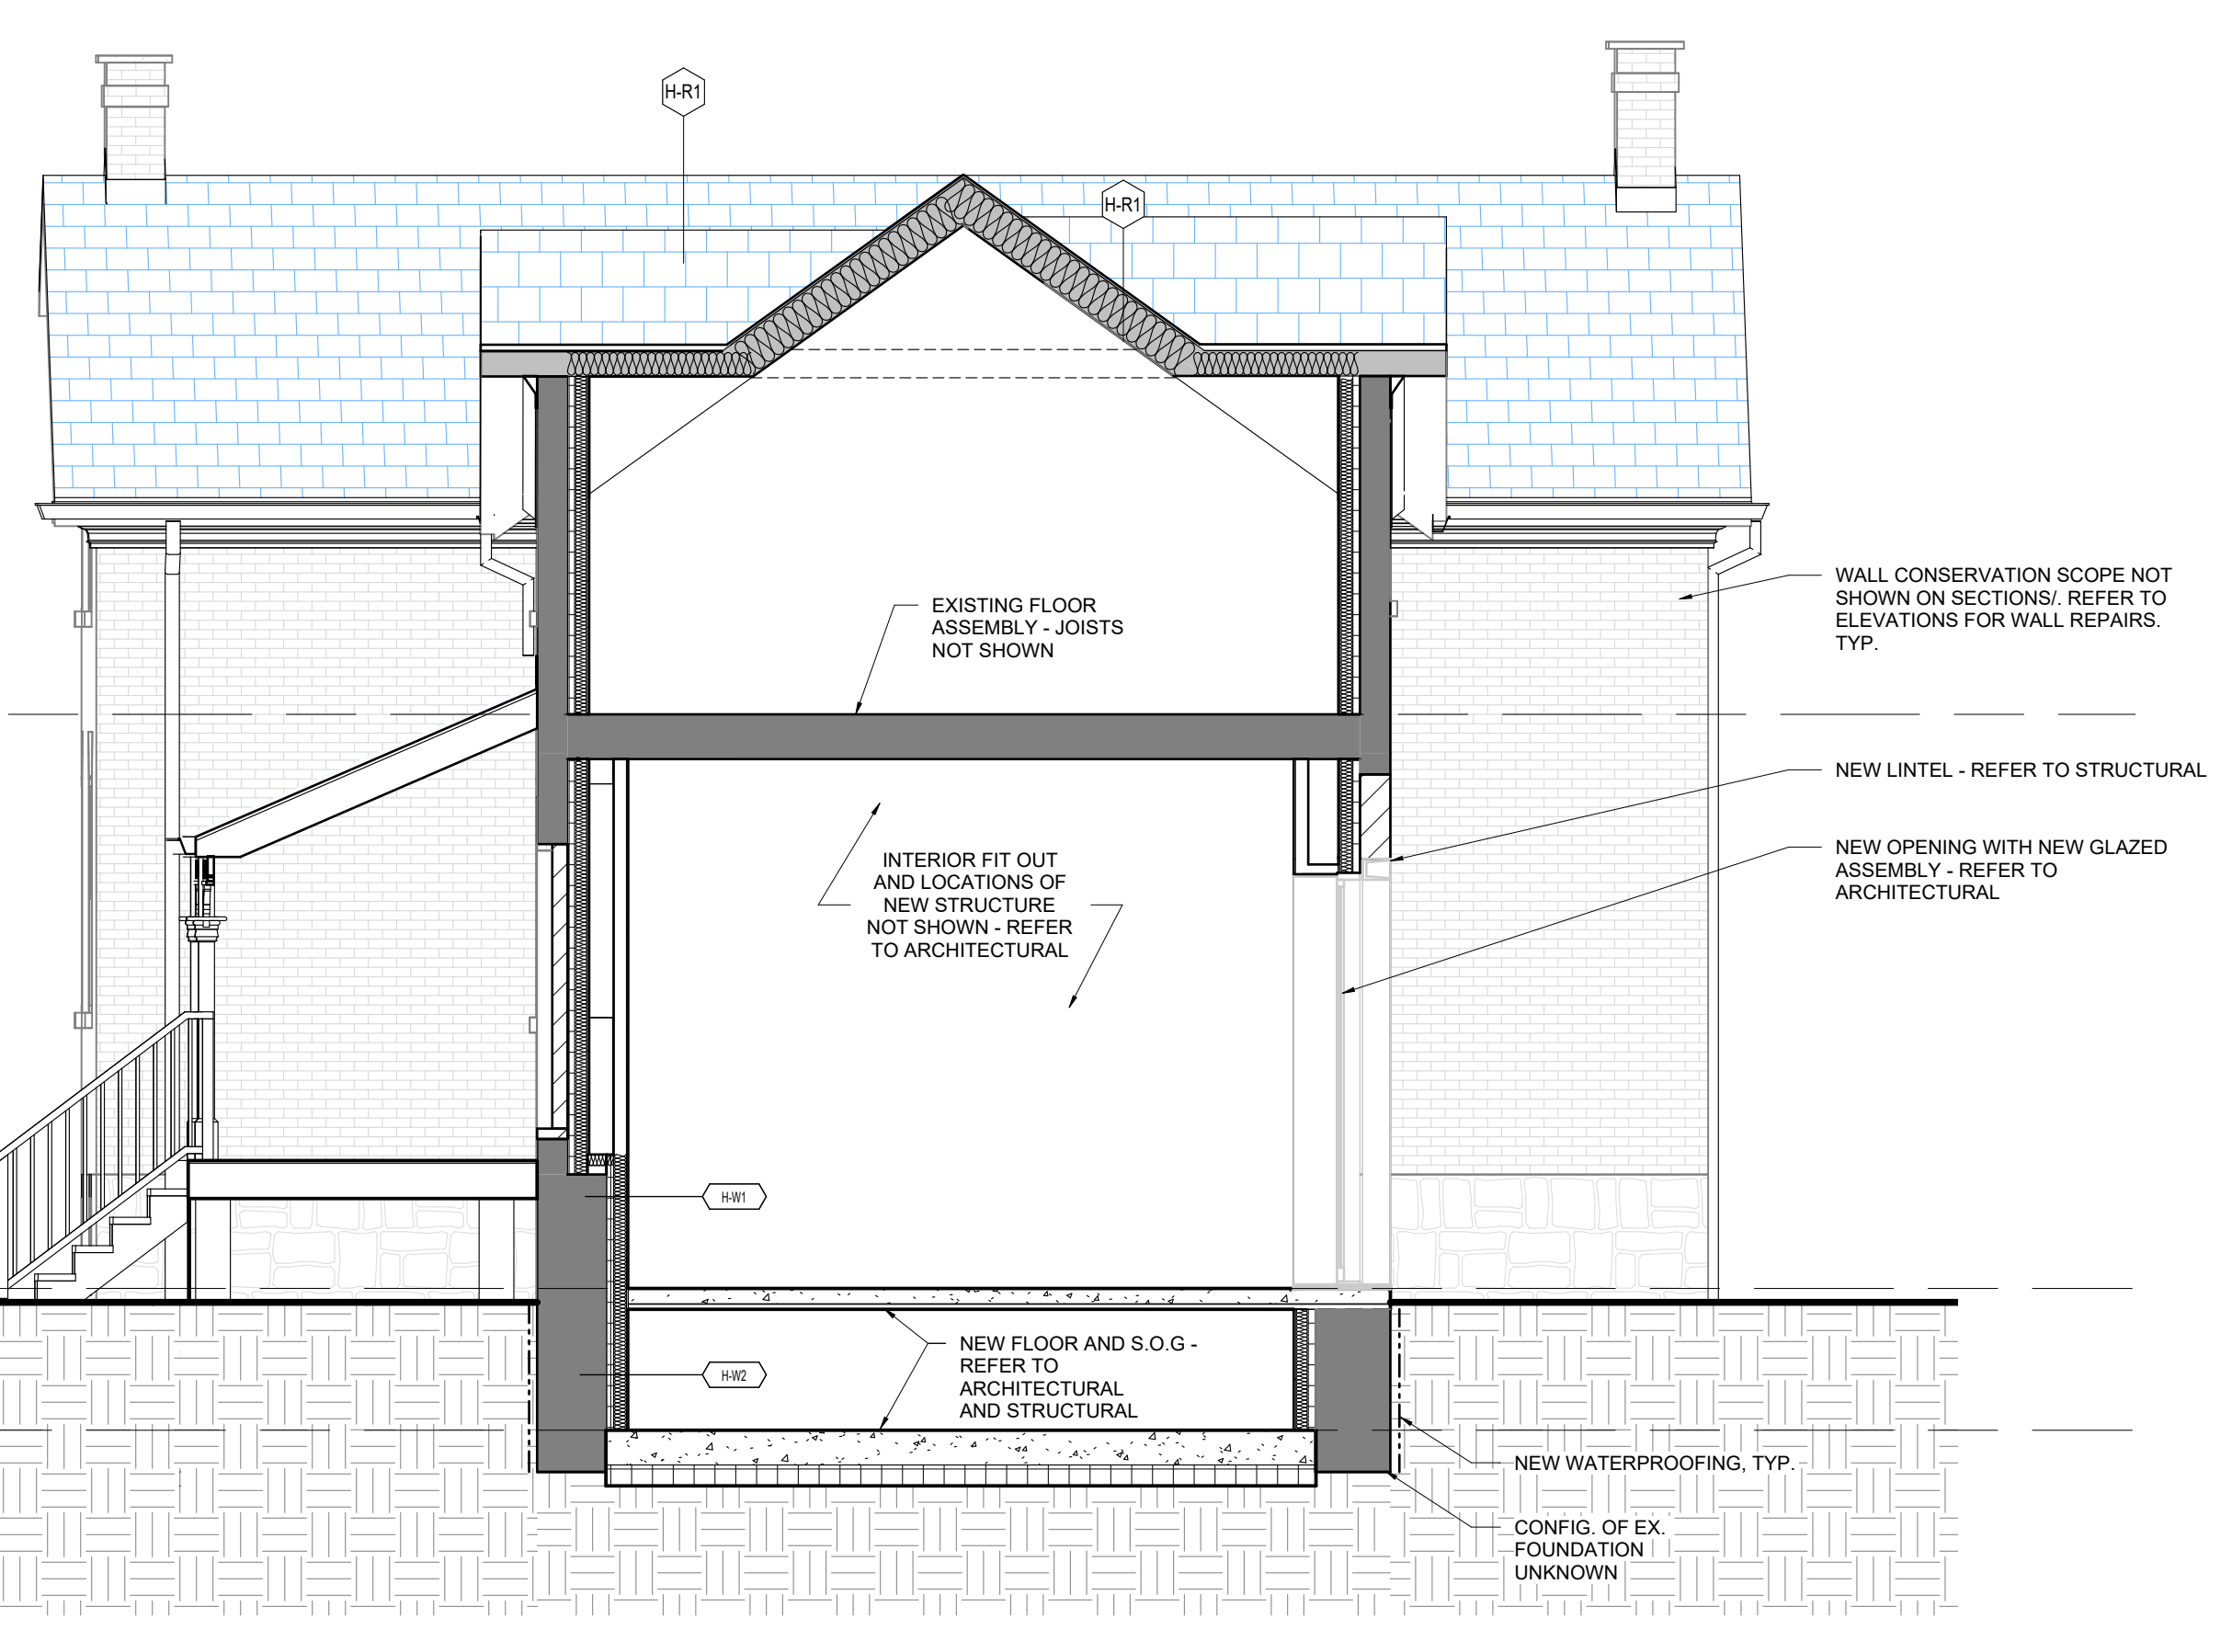 H-R1
H-R1
WALL CONSERVATION SCOPE NOT
SHOWN ON SECTIONS/. REFER TO
ELEVATIONS FOR WALL REPAIRS.
TYP.
EXISTING FLOOR
ASSEMBLY - JOISTS
NOT SHOWN
NEW LINTEL - REFER TO STRUCTURAL
NEW OPENING WITH NEW GLAZED
ASSEMBLY - REFER TO
ARCHITECTURAL
INTERIOR FIT OUT
AND LOCATIONS OF
NEW STRUCTURE
NOT SHOWN - REFER
TO ARCHITECTURAL
H-W1
NEW FLOOR AND S.O.G -
REFER TO
ARCHITECTURAL
AND STRUCTURAL
H-W2
NEW WATERPROOFING, TYP.
CONFIG. OF EX.
FOUNDATION
UNKNOWN